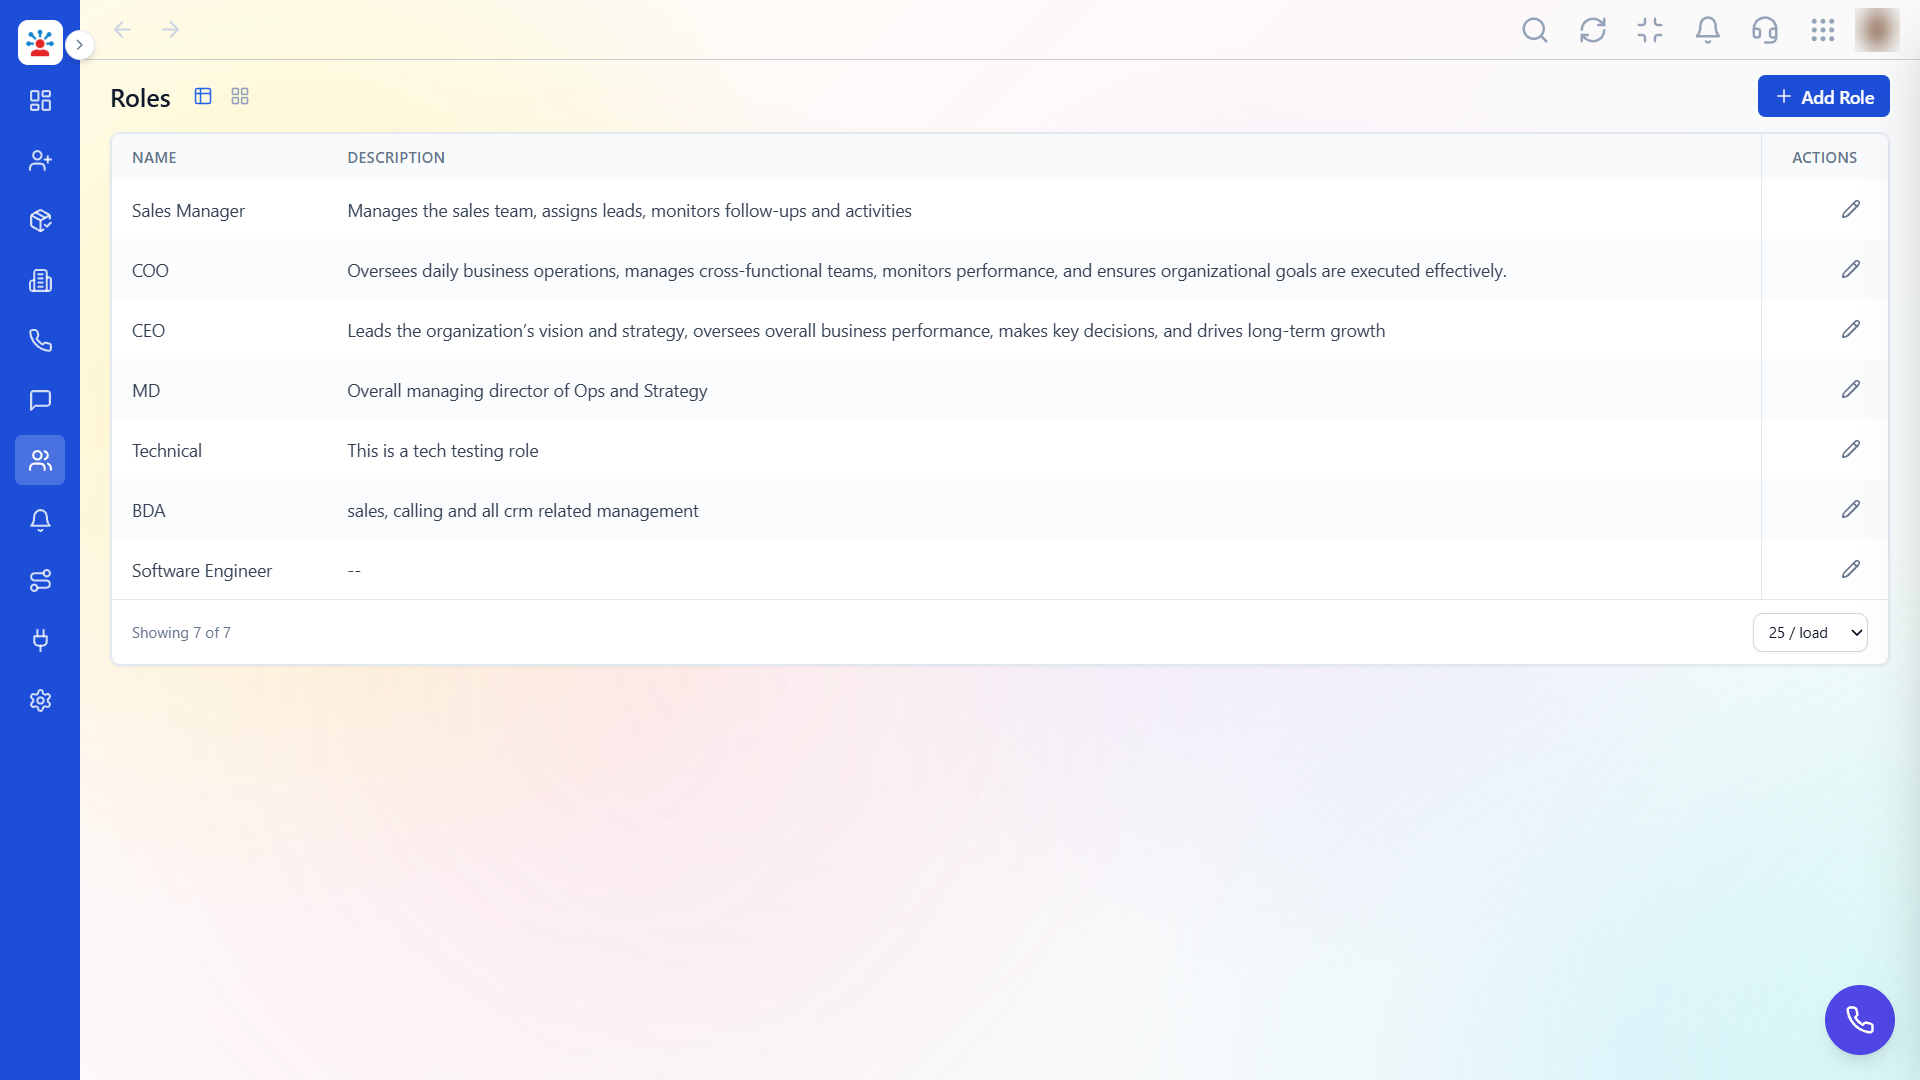 Roles
Add Role
NAME DESCRIPTION ACTIONS
Sales Manager Manages the sales team, assigns leads, monitors follow-ups and activities
COO Oversees daily business operations, manages cross-functional teams, monitors performance, and ensures organizational goals are executed effectively.
CEO Leads the organization’s vision and strategy, oversees overall business performance, makes key decisions, and drives long-term growth
MD Overall managing director of Ops and Strategy
Technical This is a tech testing role
BDA sales, calling and all crm related management
Software Engineer --
Showing 7 of 7 25 / load